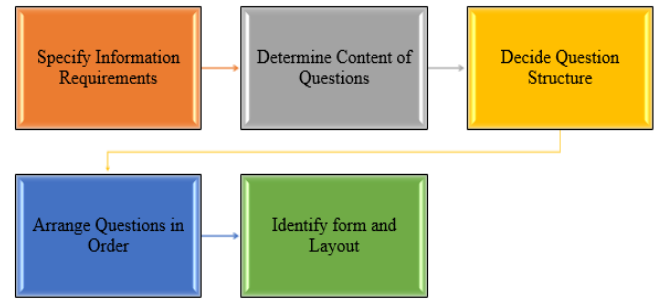 Specify Information
Requirements
Determine Content of
Questions
Decide Question
Structure
Arrange Questions in
Order
Identify form and
Layout